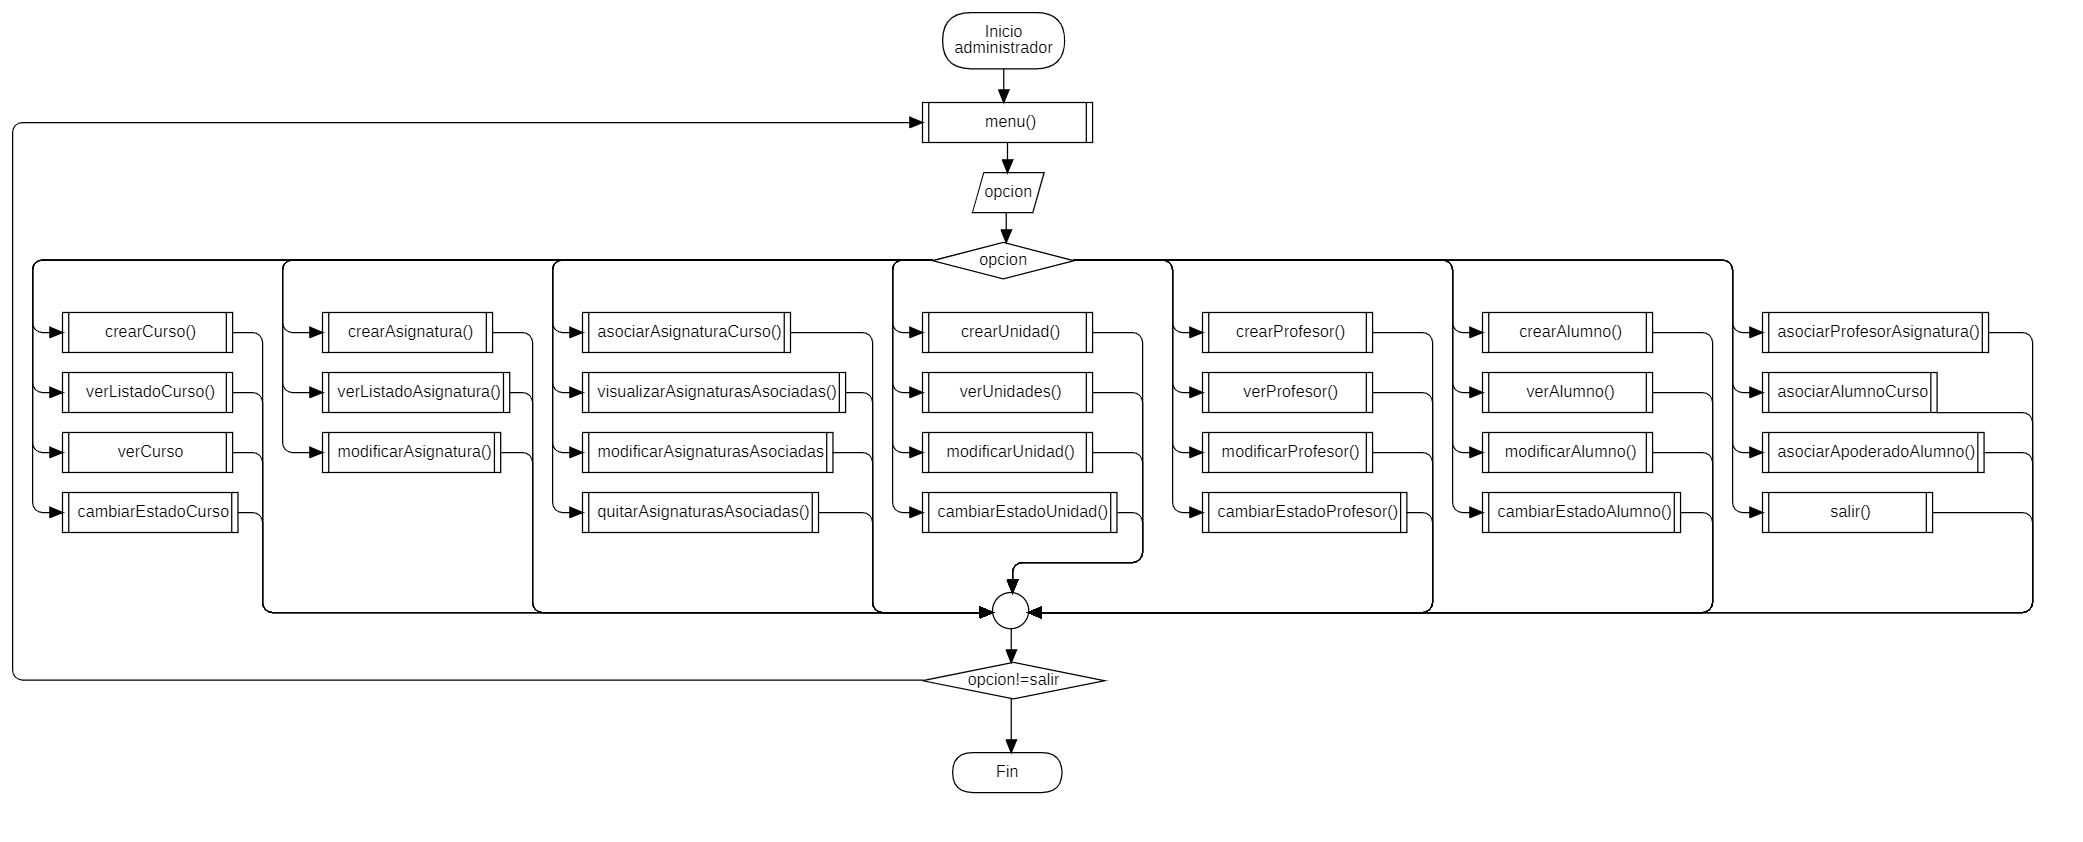 Inicio
administrador
menu()
opcion
opcion
crearCurso()
crearAsignatura()
asociarAsignaturaCurso()
crearUnidad()
crearProfesor()
crearAlumno()
asociarProfesorAsignatura()
verListadoCurso()
verListadoAsignatura()
visualizarAsignaturasAsociadas()
verUnidades()
verProfesor()
verAlumno()
asociarAlumnoCurso
verCurso
modificarAsignatura()
modificarAsignaturasAsociadas
modificarUnidad()
modificarProfesor()
modificarAlumno()
asociarApoderadoAlumno()
cambiarEstadoCurso
quitarAsignaturasAsociadas()
cambiarEstadoUnidad()
cambiarEstadoProfesor()
cambiarEstadoAlumno()
salir()
opcion!=salir
Fin